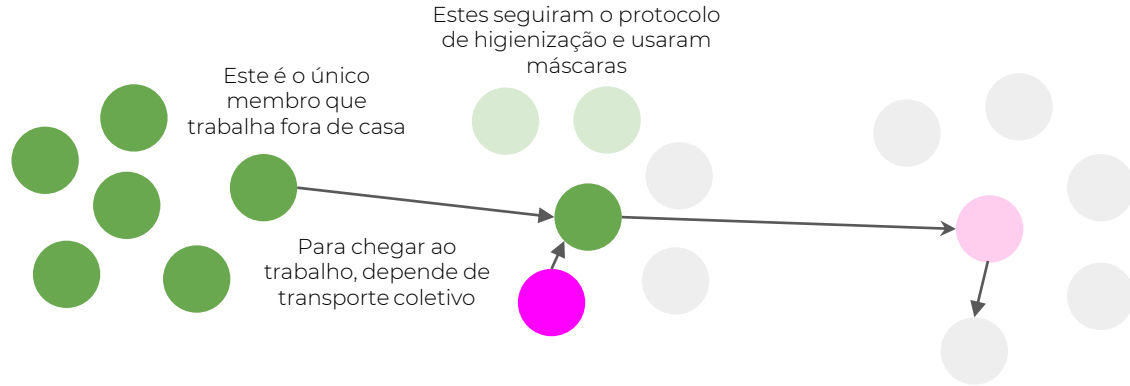 Estes seguiram o protocolo
de higienização e usaram
máscaras
Este é o único
membro que
trabalha fora de casa
Para chegar ao
trabalho, depende de
transporte coletivo